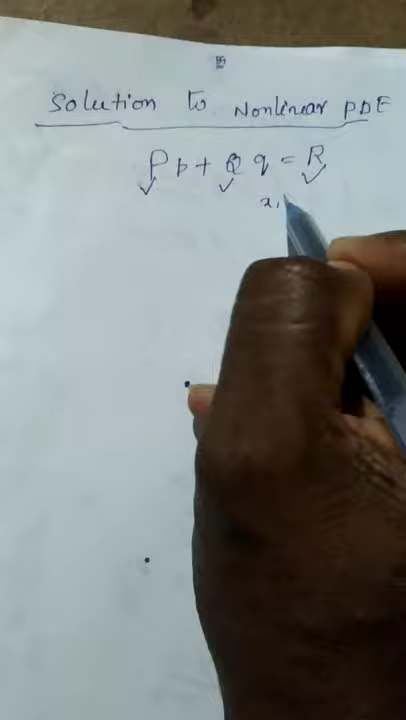 Solution to Nonlinear PDE
Pp + Qq = R
x,